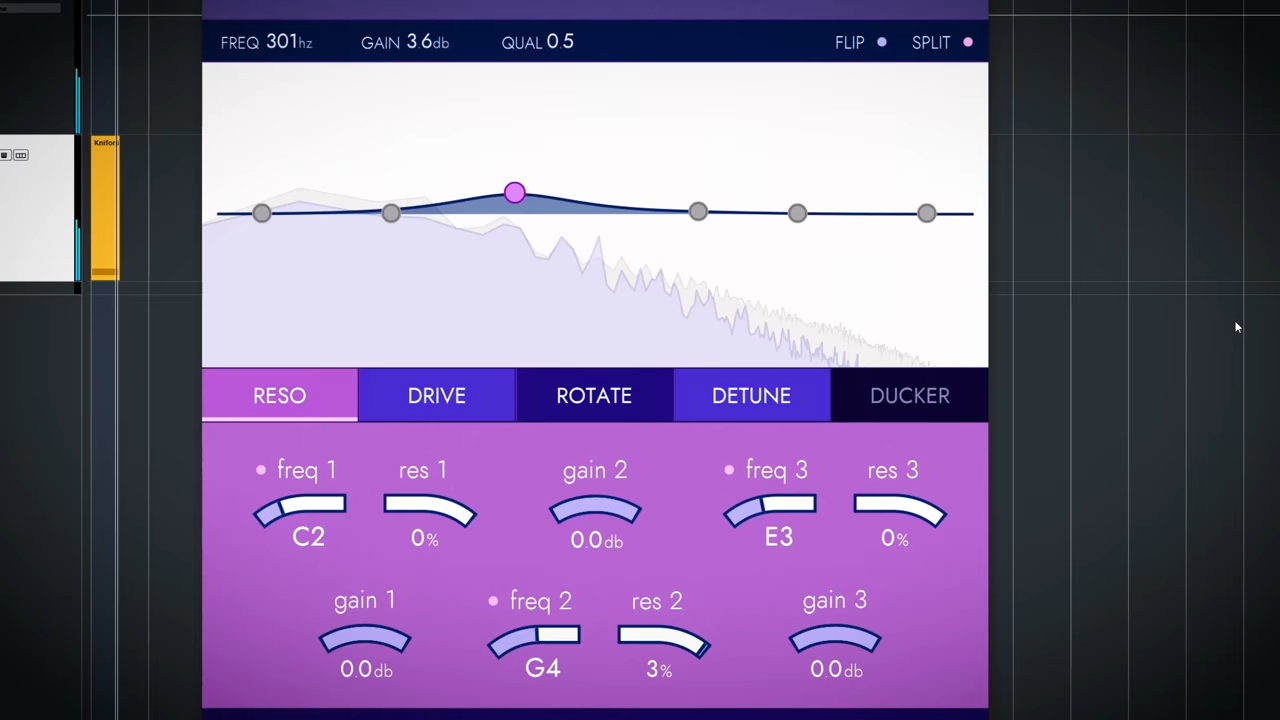 FREQ 301hz GAIN 3.6db QUAL 0.5 FLIP SPLIT
RESO DRIVE ROTATE DETUNE DUCKER
freq 1 res 1 gain 2 freq 3 res 3
C2 0% 0.0db E3 0%
gain 1 freq 2 res 2 gain 3
0.0db G4 3% 0.0db